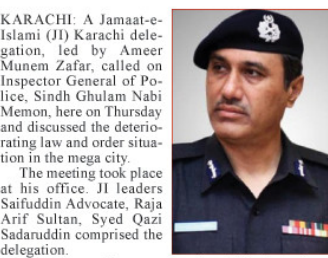 KARACHI: A Jamaat-e-
Islami (JI) Karachi dele-
gation, led by Ameer
Munem Zafar, called on
Inspector General of Po-
lice, Sindh Ghulam Nabi
Memon, here on Thursday
and discussed the deterio-
rating law and order situa-
tion in the mega city.
The meeting took place
at his office. JI leaders
Saifuddin Advocate, Raja
Arif Sultan, Syed Qazi
Sadaruddin comprised the
delegation.